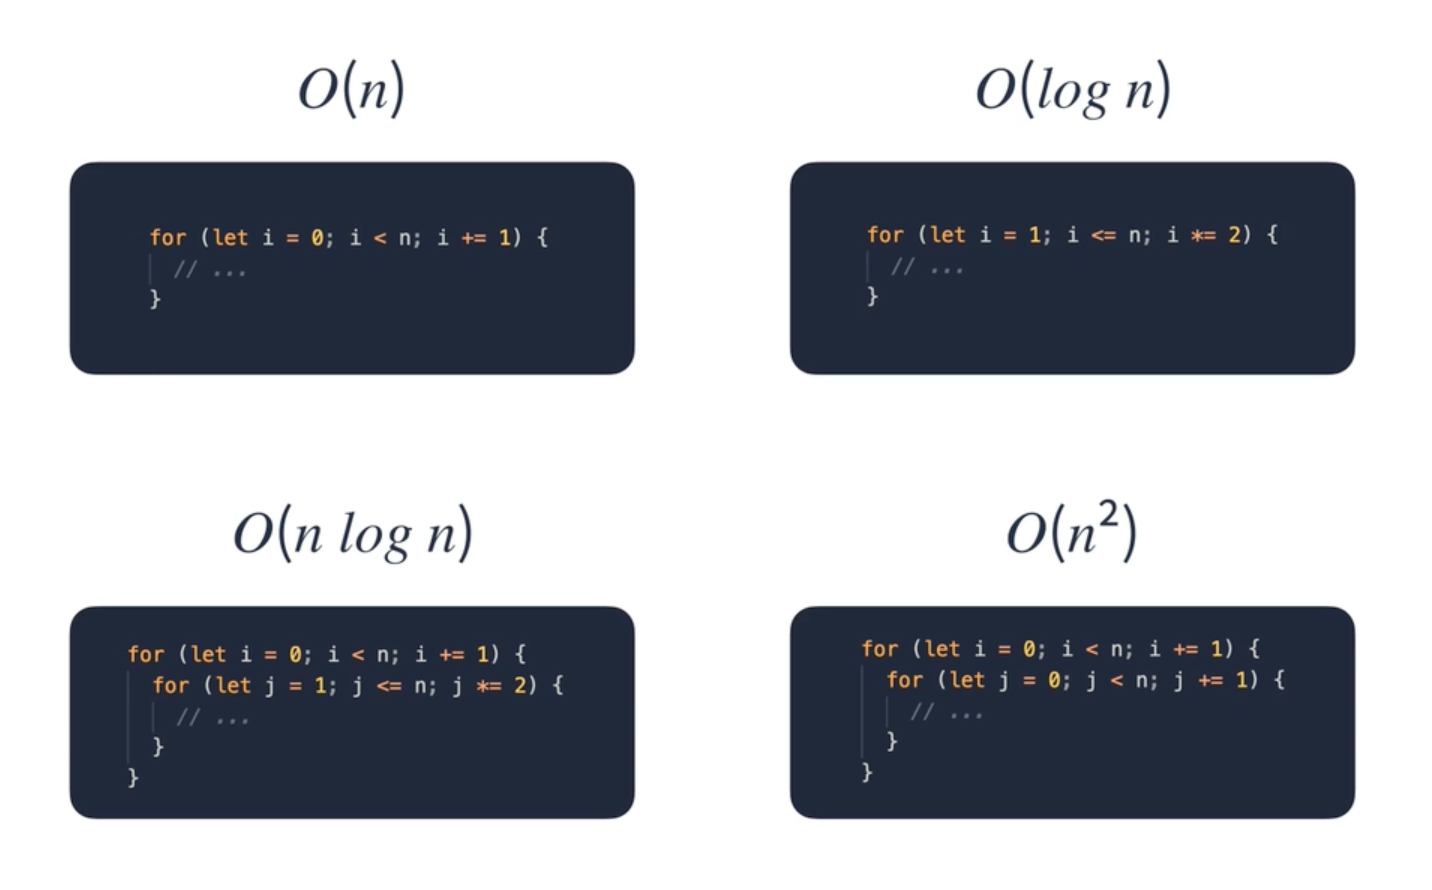 O(n)
for (let i = 0; i < n; i += 1) {
// ...
}
O(log n)
for (let i = 1; i <= n; i *= 2) {
// ...
}
O(n log n)
for (let i = 0; i < n; i += 1) {
for (let j = 1; j <= n; j *= 2) {
// ...
}
}
O(n²)
for (let i = 0; i < n; i += 1) {
for (let j = 0; j < n; j += 1) {
// ...
}
}